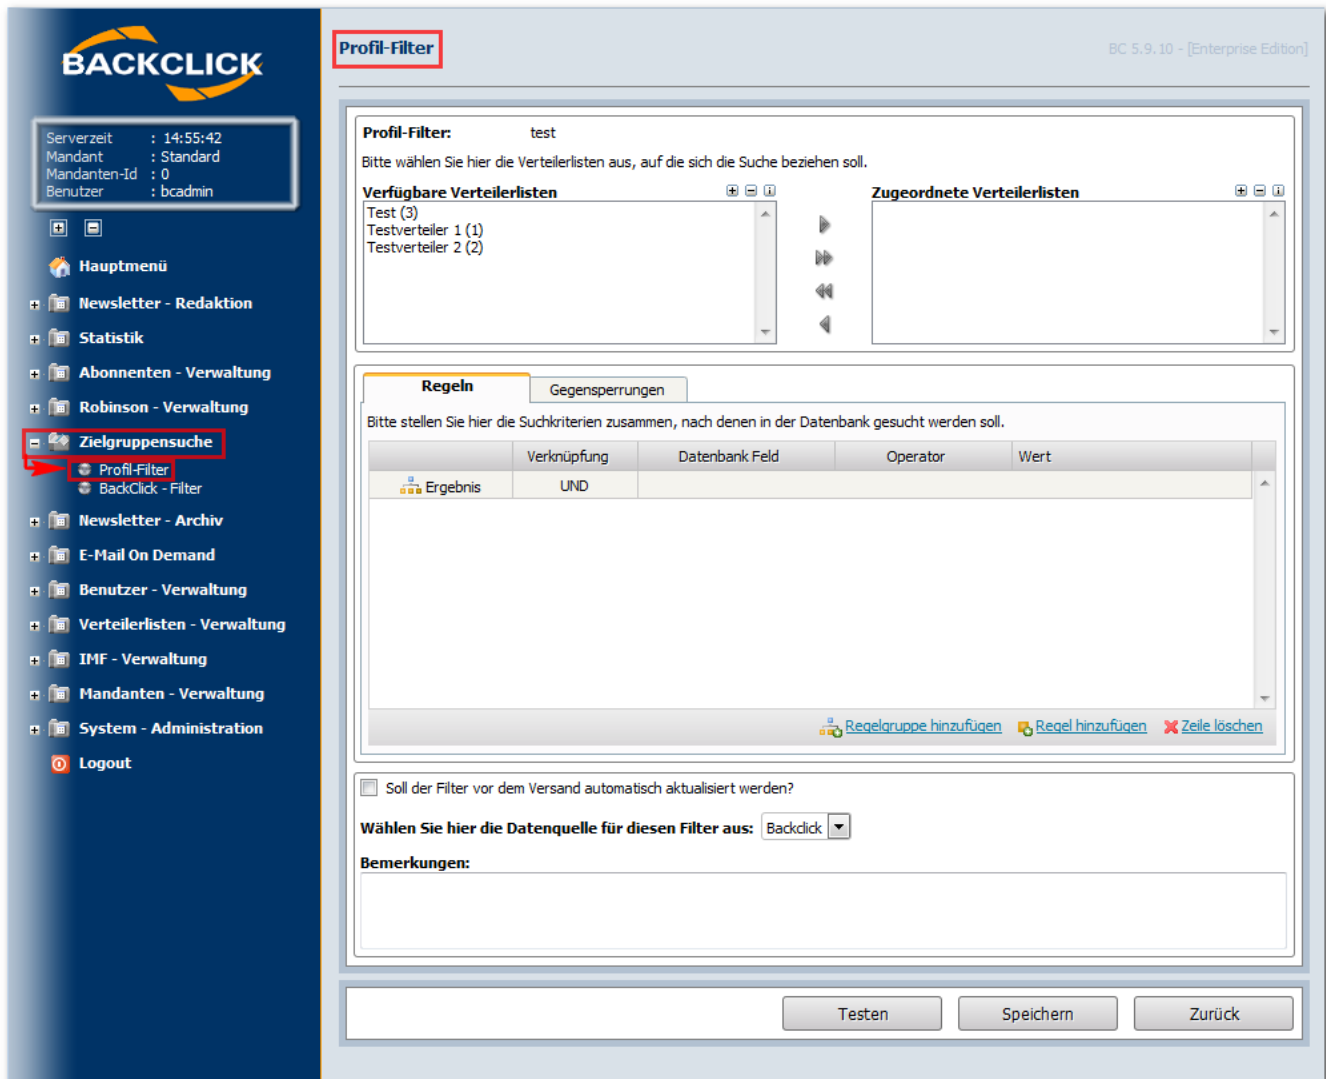 BACKCLICK
Serverzeit : 14:55:42
Mandant : Standard
Mandanten-Id : 0
Benutzer : bcadmin
Hauptmenü
Newsletter - Redaktion
Statistik
Abonnenten - Verwaltung
Robinson - Verwaltung
Zielgruppensuche
Profil-Filter
BackClick - Filter
Newsletter - Archiv
E-Mail On Demand
Benutzer - Verwaltung
Verteilerlisten - Verwaltung
IMF - Verwaltung
Mandanten - Verwaltung
System - Administration
Logout
Profil-Filter
BC 5.9.10 - [Enterprise Edition]
Profil-Filter: test
Bitte wählen Sie hier die Verteilerlisten aus, auf die sich die Suche beziehen soll.
Verfügbare Verteilerlisten
Test (3)
Testverteiler 1 (1)
Testverteiler 2 (2)
Zugeordnete Verteilerlisten
Regeln
Gegensperrungen
Bitte stellen Sie hier die Suchkriterien zusammen, nach denen in der Datenbank gesucht werden soll.
Verknüpfung Datenbank Feld Operator Wert
Ergebnis UND
Regelgruppe hinzufügen Regel hinzufügen Zeile löschen
Soll der Filter vor dem Versand automatisch aktualisiert werden?
Wählen Sie hier die Datenquelle für diesen Filter aus: Backclick
Bemerkungen:
Testen Speichern Zurück